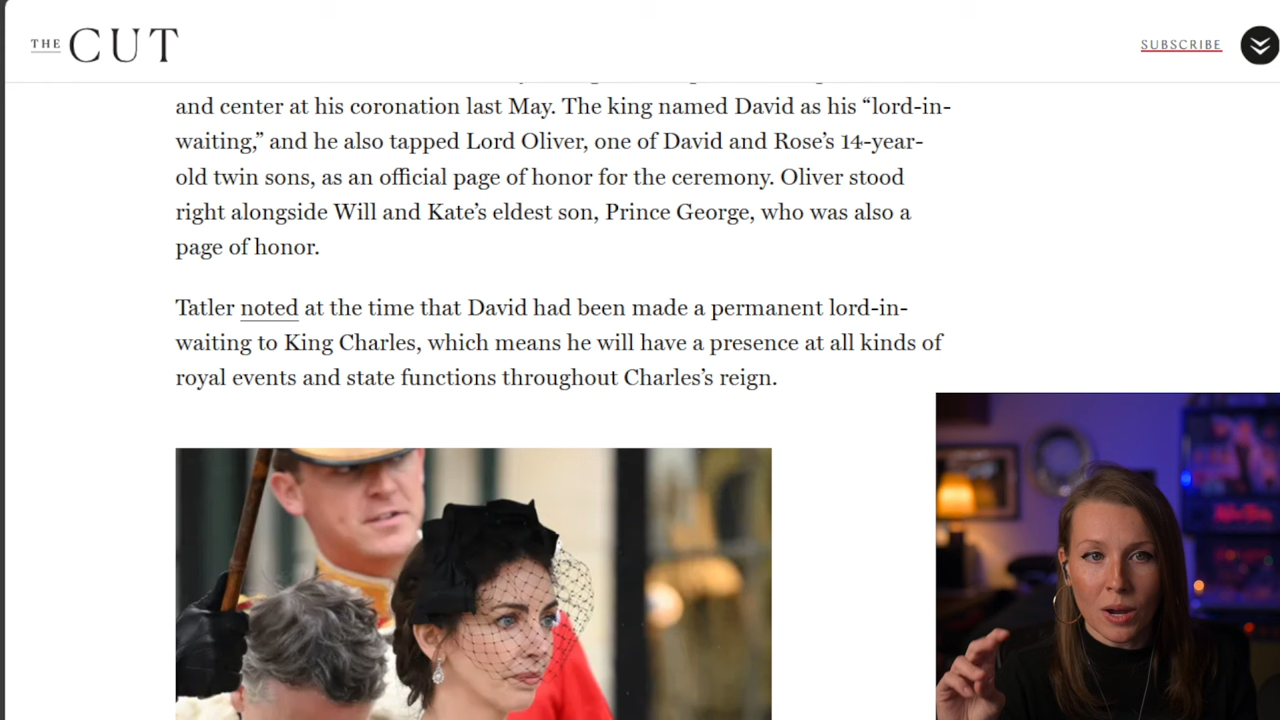 THE CUT
SUBSCRIBE
and center at his coronation last May. The king named David as his “lord-in-
waiting,” and he also tapped Lord Oliver, one of David and Rose’s 14-year-
old twin sons, as an official page of honor for the ceremony. Oliver stood
right alongside Will and Kate’s eldest son, Prince George, who was also a
page of honor.
Tatler noted at the time that David had been made a permanent lord-in-
waiting to King Charles, which means he will have a presence at all kinds of
royal events and state functions throughout Charles’s reign.